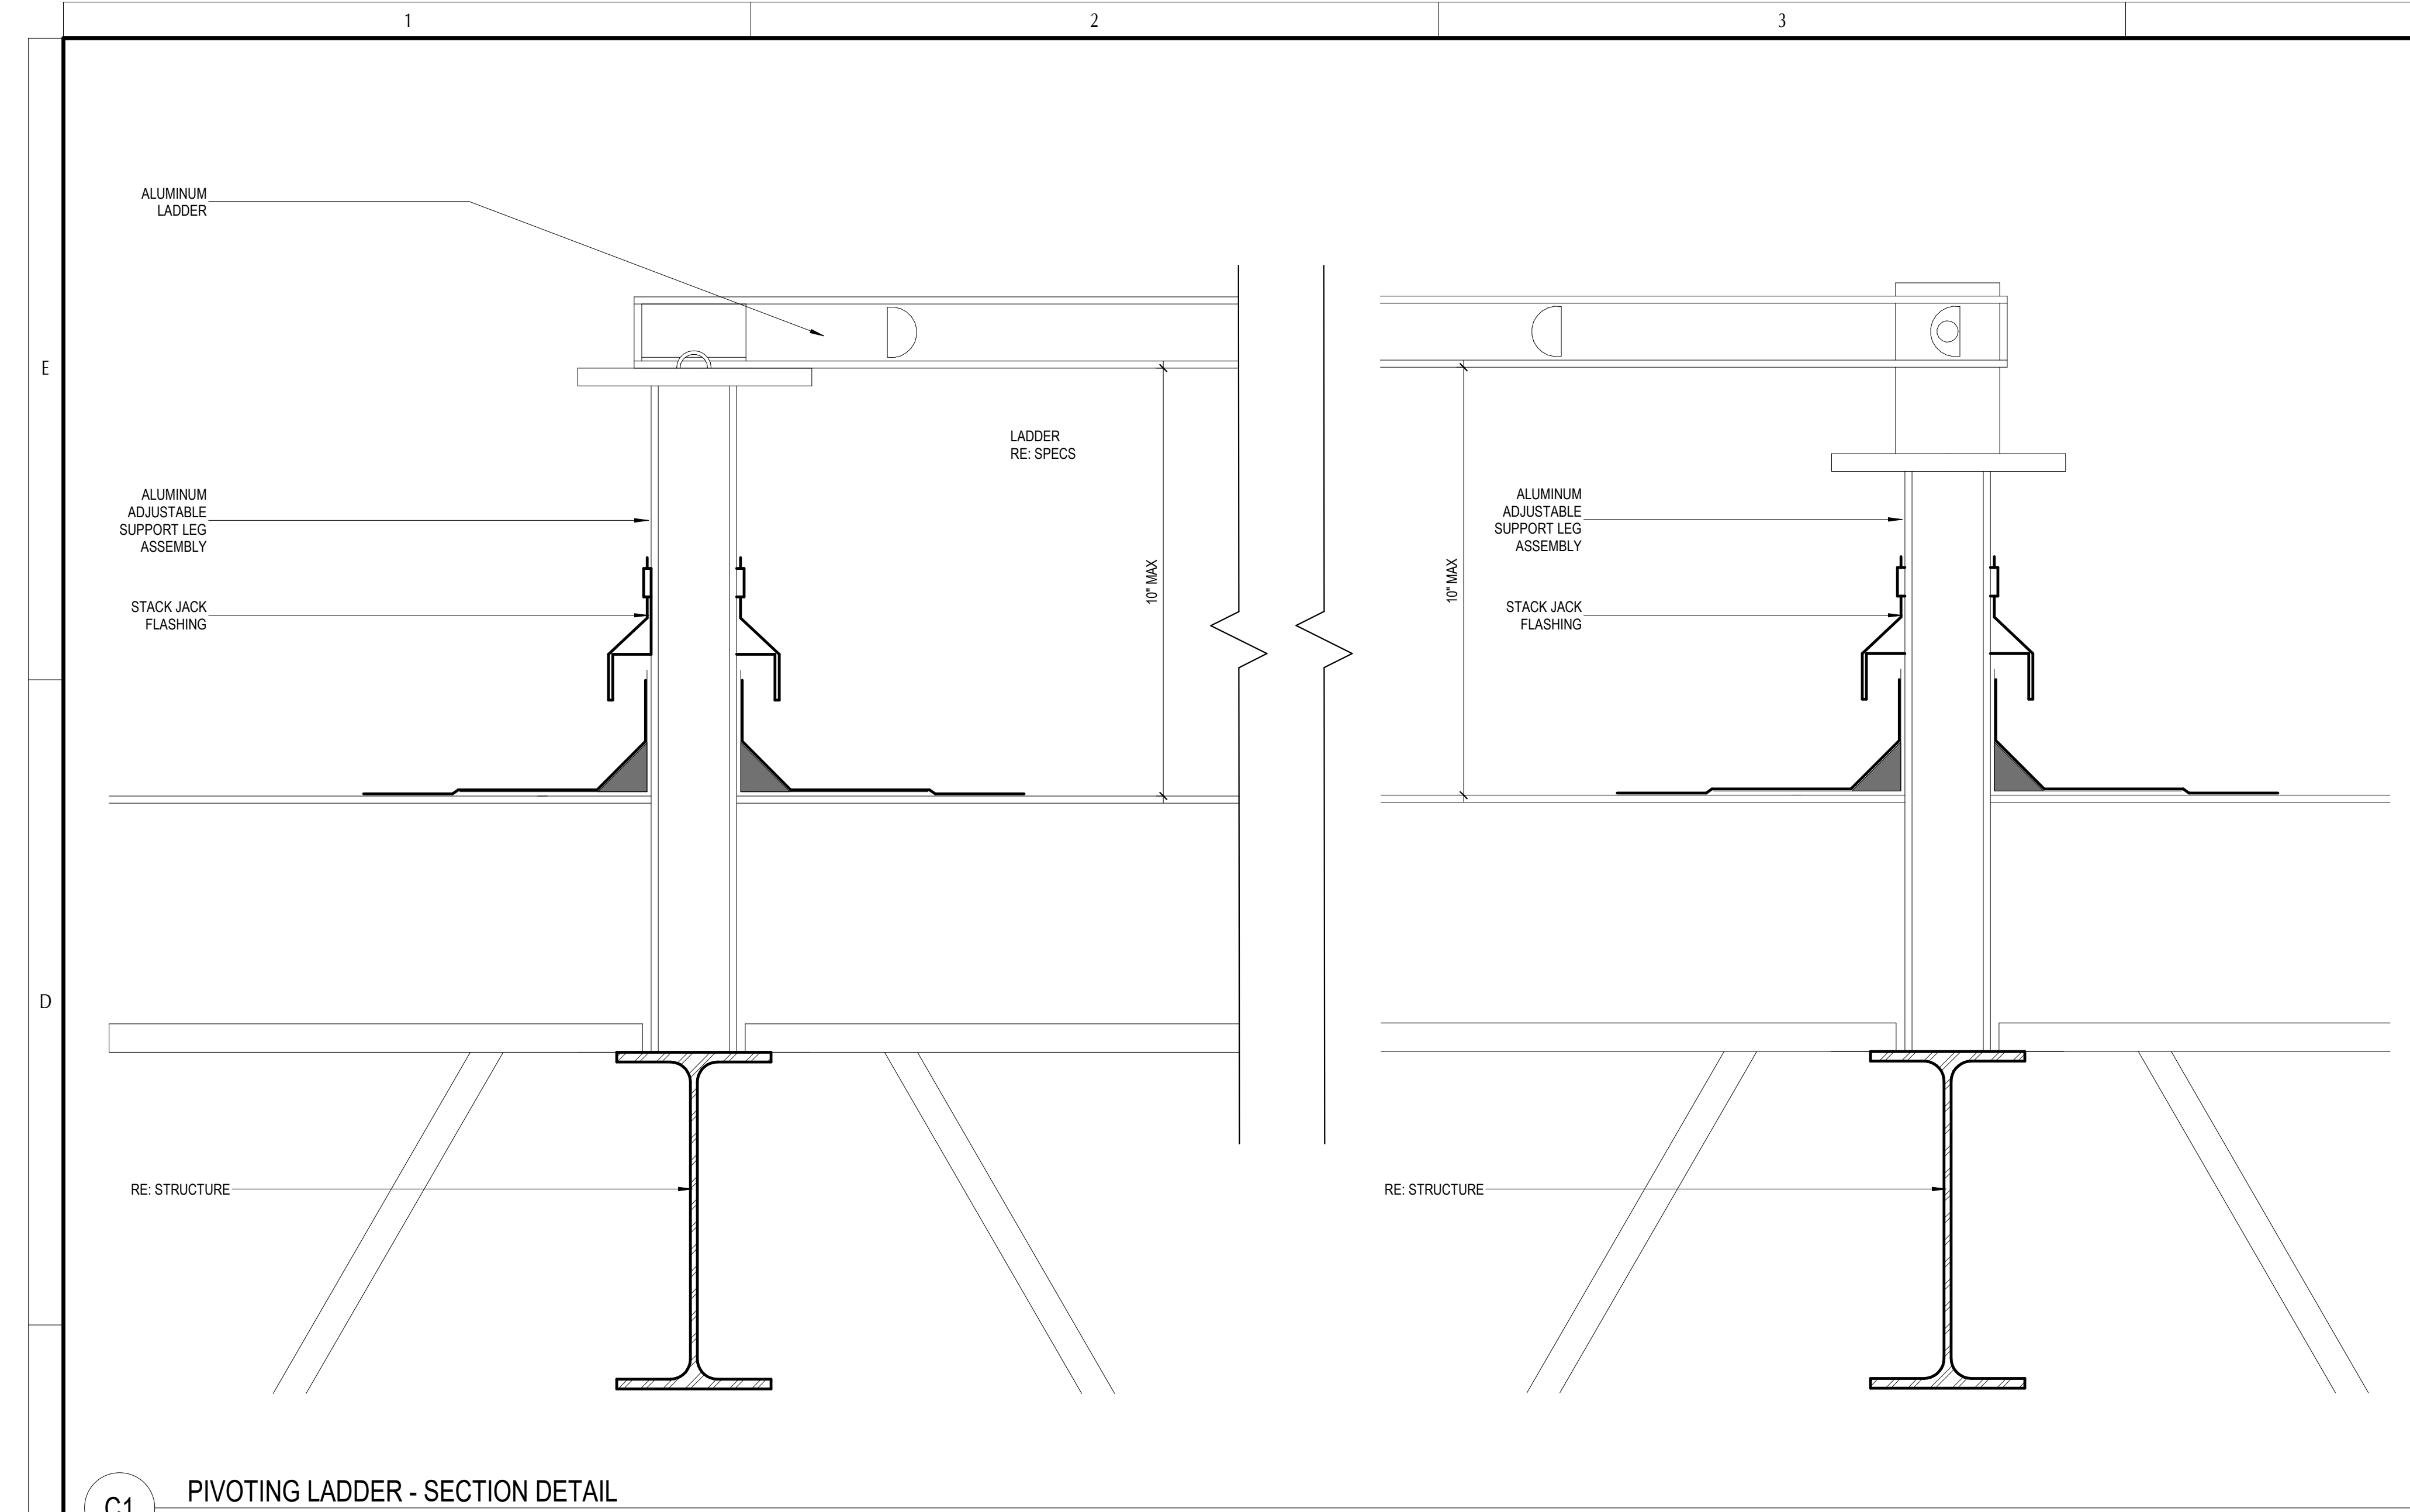 1
2
3
E
D
ALUMINUM
LADDER
LADDER
RE: SPECS
ALUMINUM
ADJUSTABLE
SUPPORT LEG
ASSEMBLY
STACK JACK
FLASHING
10" MAX
10" MAX
ALUMINUM
ADJUSTABLE
SUPPORT LEG
ASSEMBLY
STACK JACK
FLASHING
RE: STRUCTURE
RE: STRUCTURE
C1
PIVOTING LADDER - SECTION DETAIL